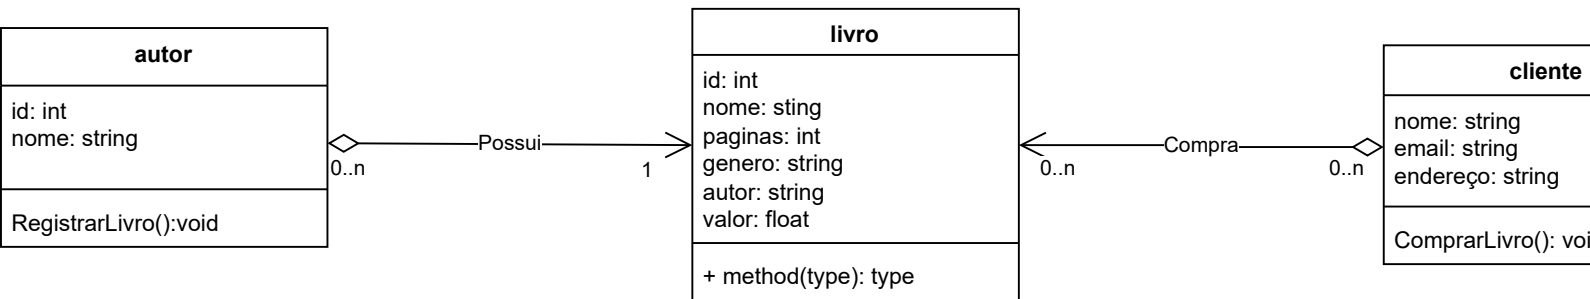 autor
id: int
nome: string
RegistrarLivro():void
Possui
0..n
1
livro
id: int
nome: sting
paginas: int
genero: string
autor: string
valor: float
+ method(type): type
Compra
0..n
0..n
cliente
nome: string
email: string
endereço: string
ComprarLivro(): voi